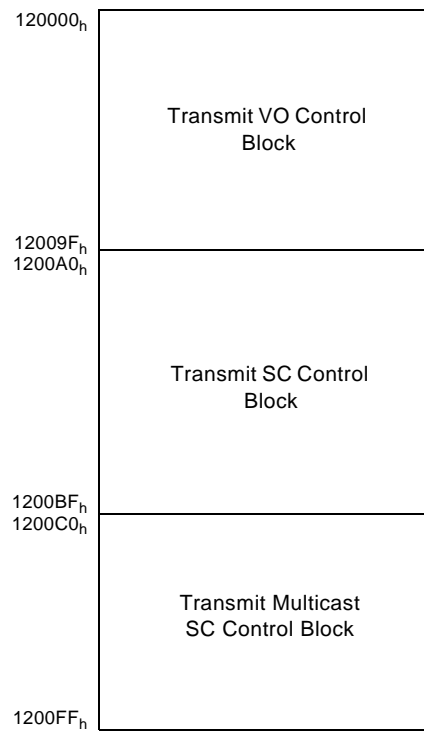 120000h
Transmit VO Control
Block
12009Fh
1200A0h
Transmit SC Control
Block
1200BFh
1200C0h
Transmit Multicast
SC Control Block
1200FFh